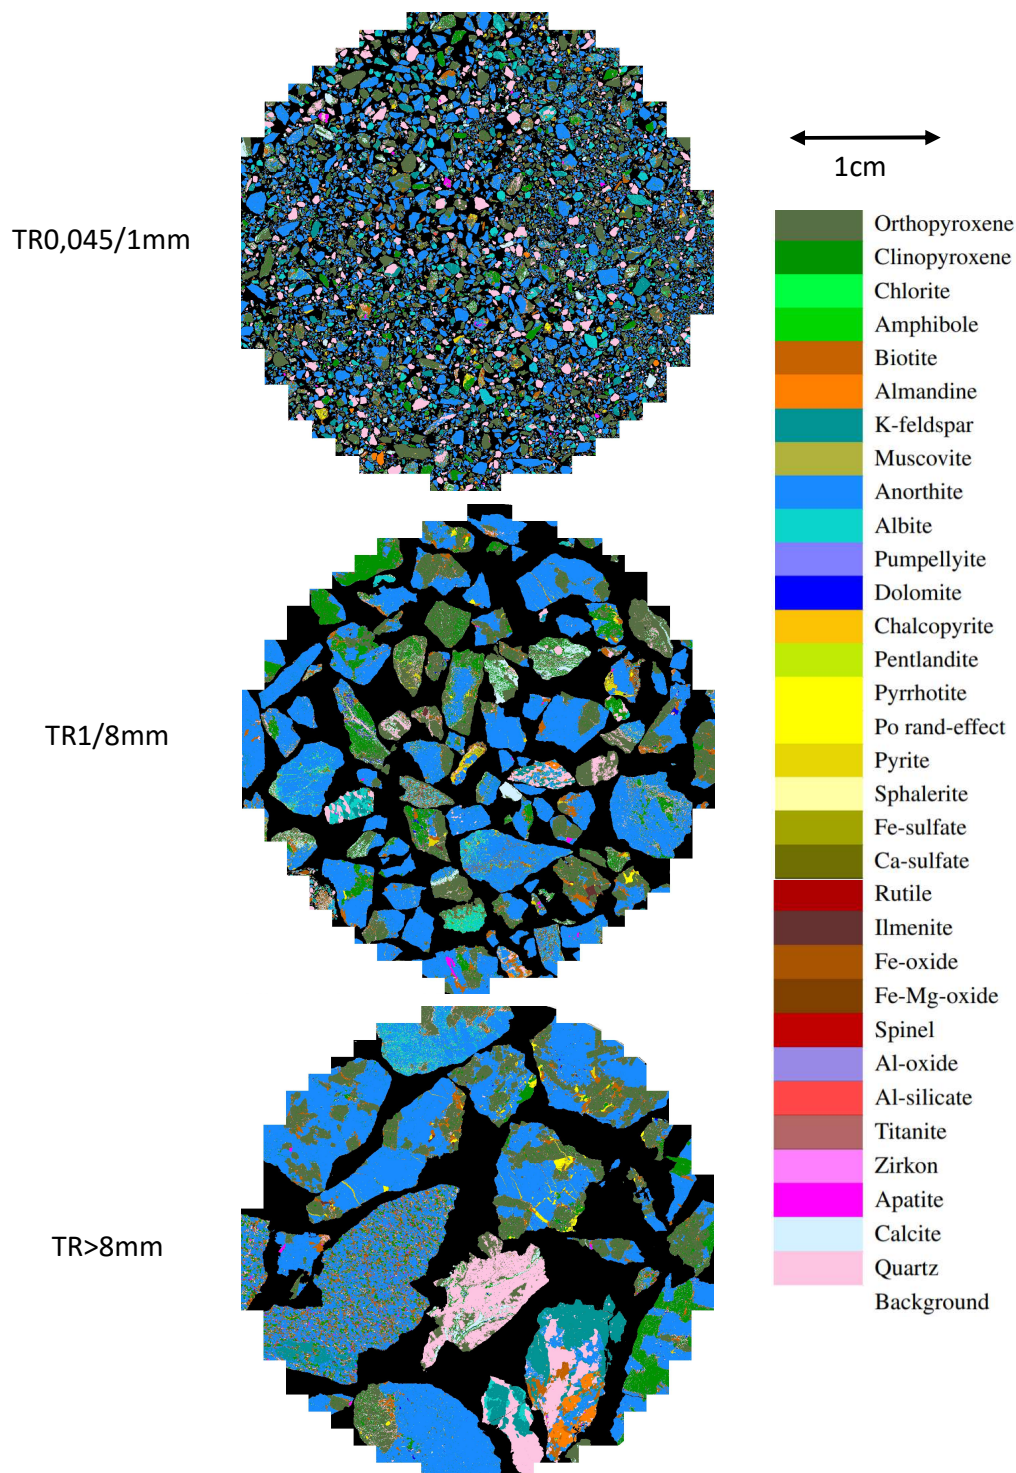 1cm
TR0,045/1mm
TR1/8mm
TR>8mm
Orthopyroxene
Clinopyroxene
Chlorite
Amphibole
Biotite
Almandine
K-feldspar
Muscovite
Anorthite
Albite
Pumpellyite
Dolomite
Chalcopyrite
Pentlandite
Pyrrhotite
Po rand-effect
Pyrite
Sphalerite
Fe-sulfate
Ca-sulfate
Rutile
Ilmenite
Fe-oxide
Fe-Mg-oxide
Spinel
Al-oxide
Al-silicate
Titanite
Zirkon
Apatite
Calcite
Quartz
Background